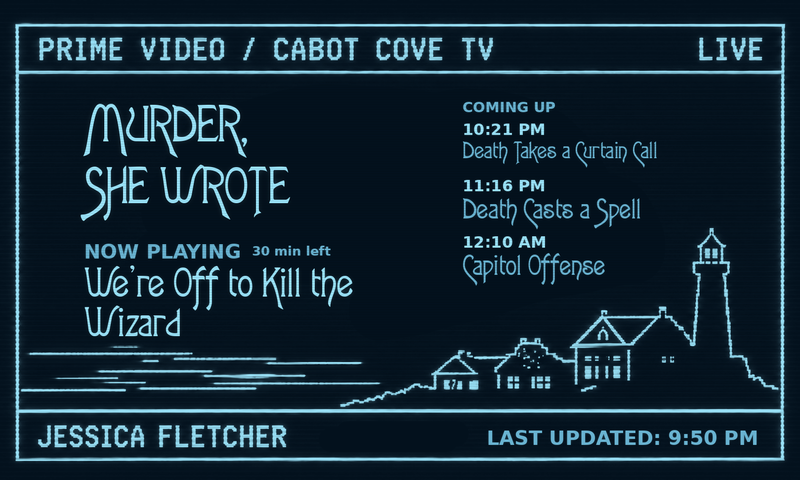 PRIME VIDEO / CABOT COVE TV
LIVE
MURDER,
SHE WROTE
NOW PLAYING 30 min left
We're Off to Kill the
Wizard
COMING UP
10:21 PM
Death Takes a Curtain Call
11:16 PM
Death Casts a Spell
12:10 AM
Capitol Offense
JESSICA FLETCHER
LAST UPDATED: 9:50 PM